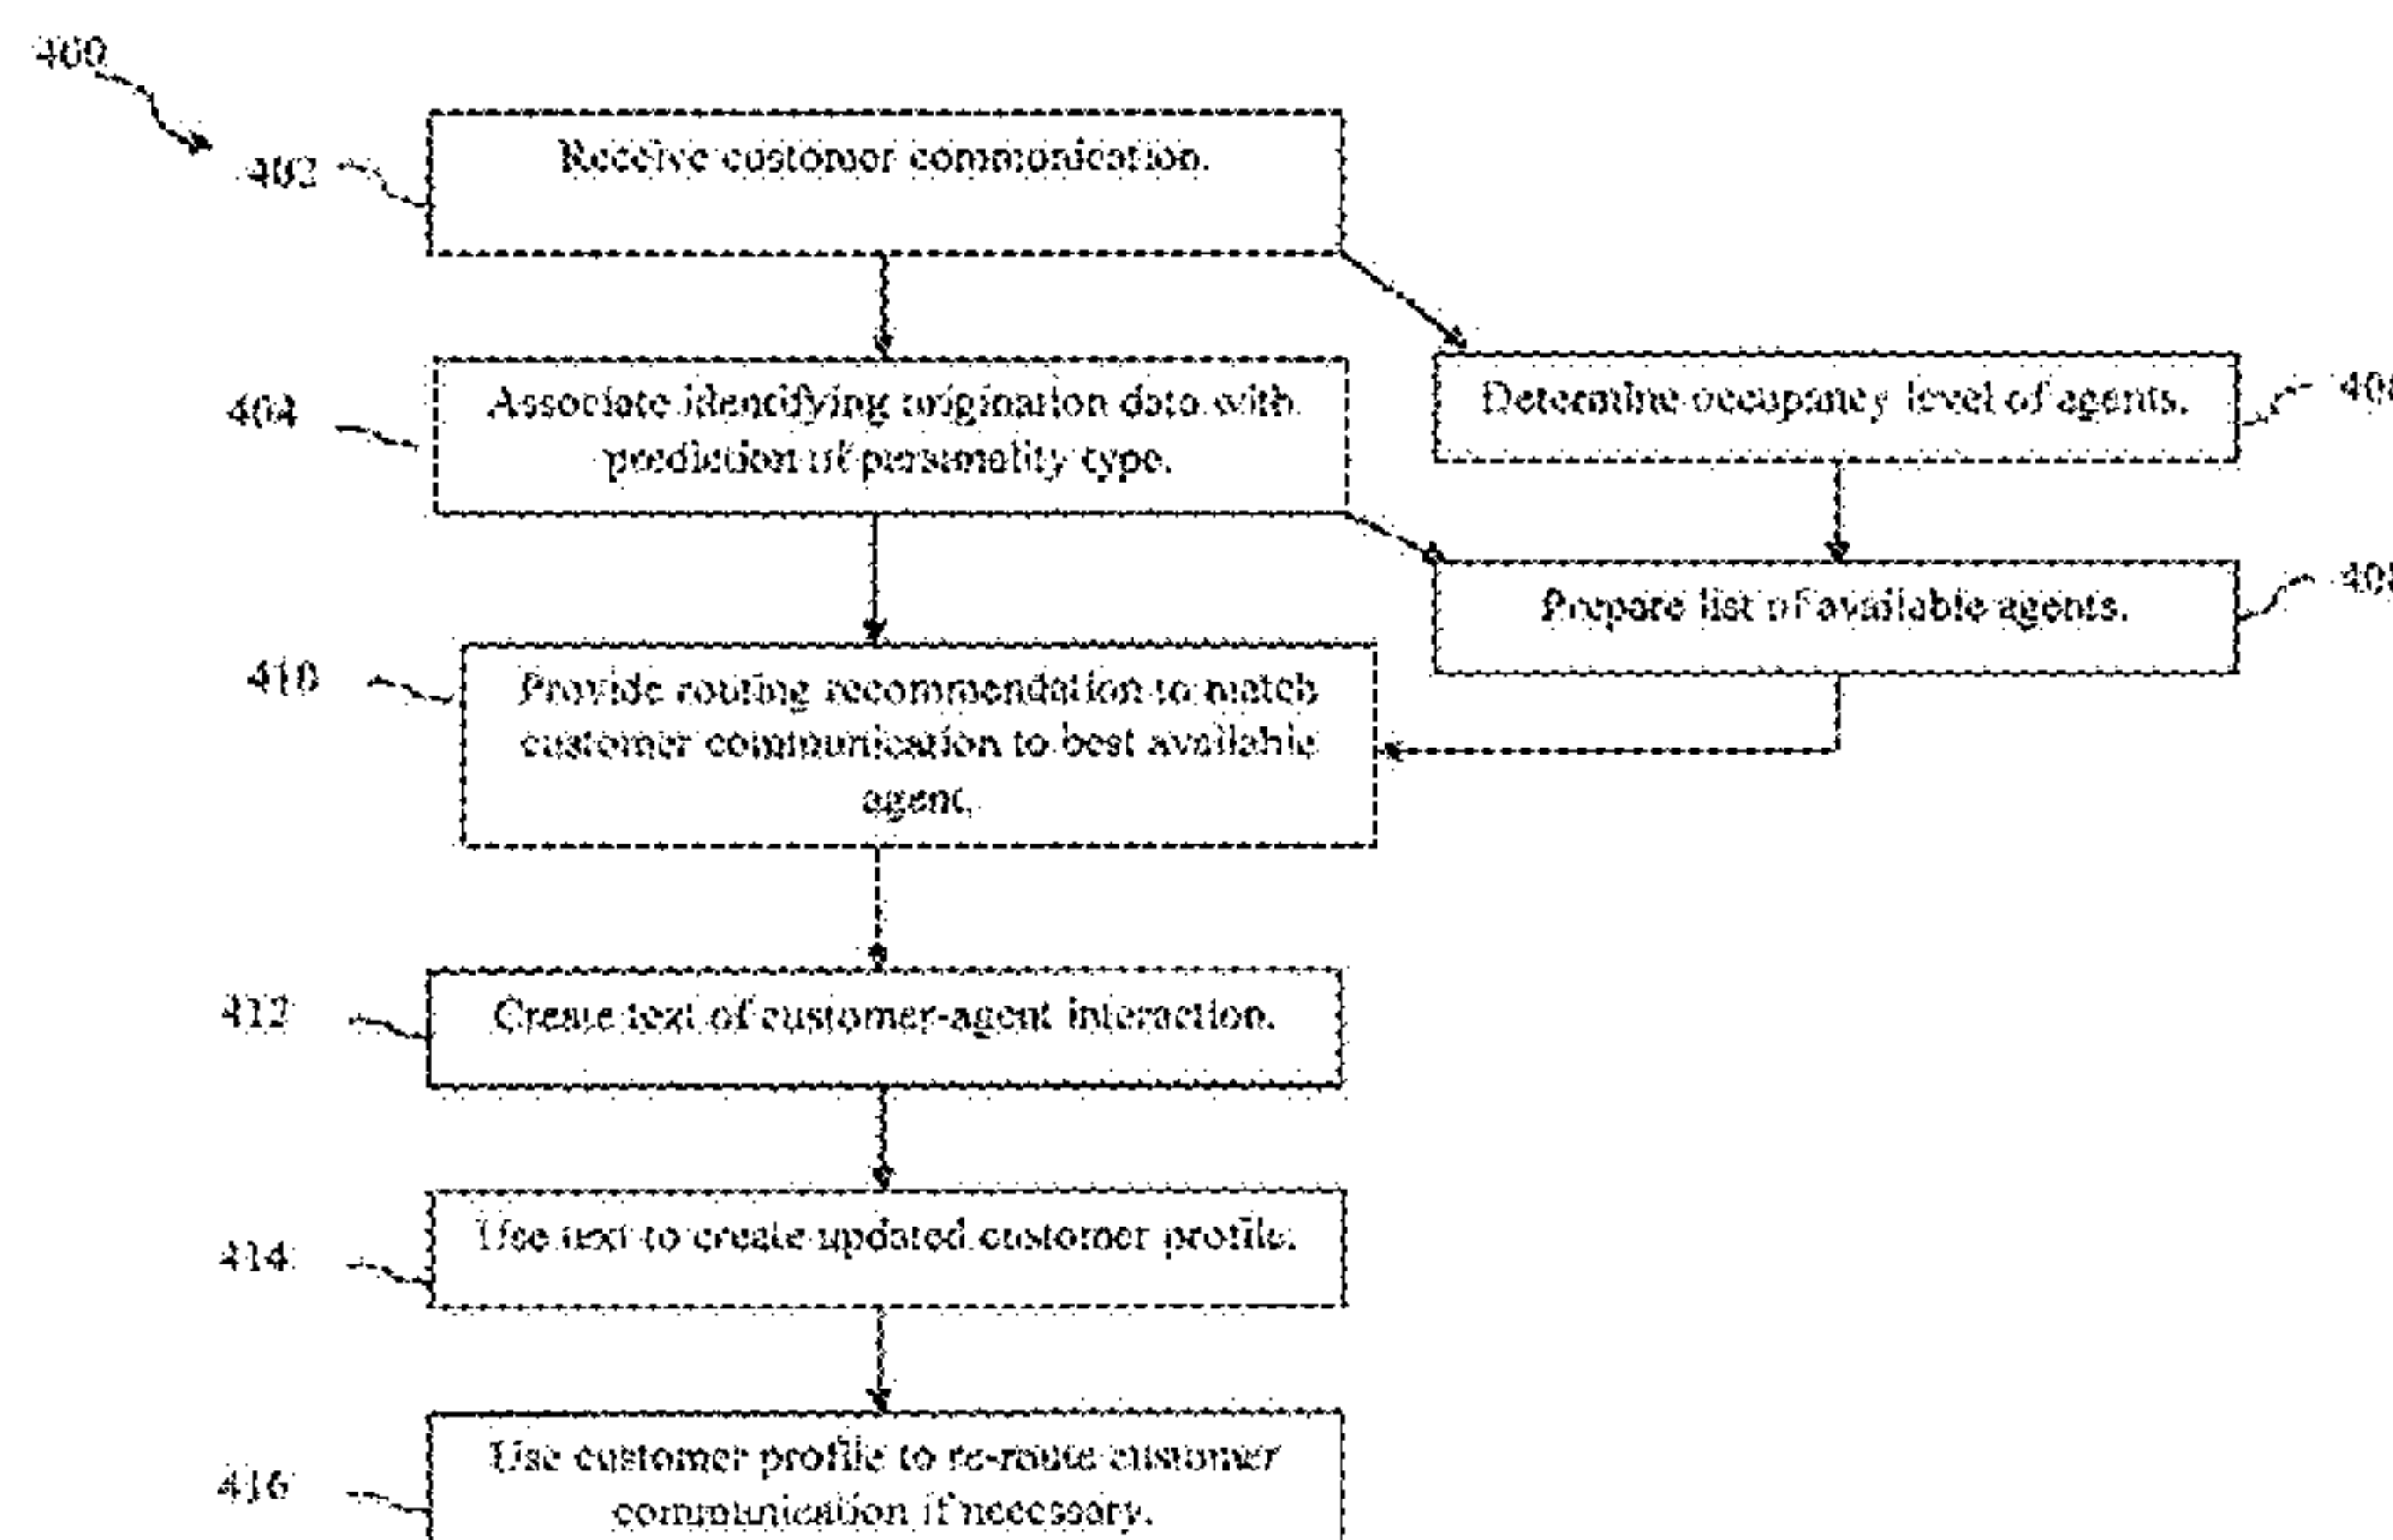 400
402
Receive customer communication.
404
Associate identifying origination data with
prediction of personality type.
Determine occupancy level of agents.
Prepare list of available agents.
410
Provide routing recommendation to match
customer communication to best available
agent.
412
Create text of customer-agent interaction.
414
Use text to create updated customer profile.
416
Use customer profile to re-route customer
communication if necessary.